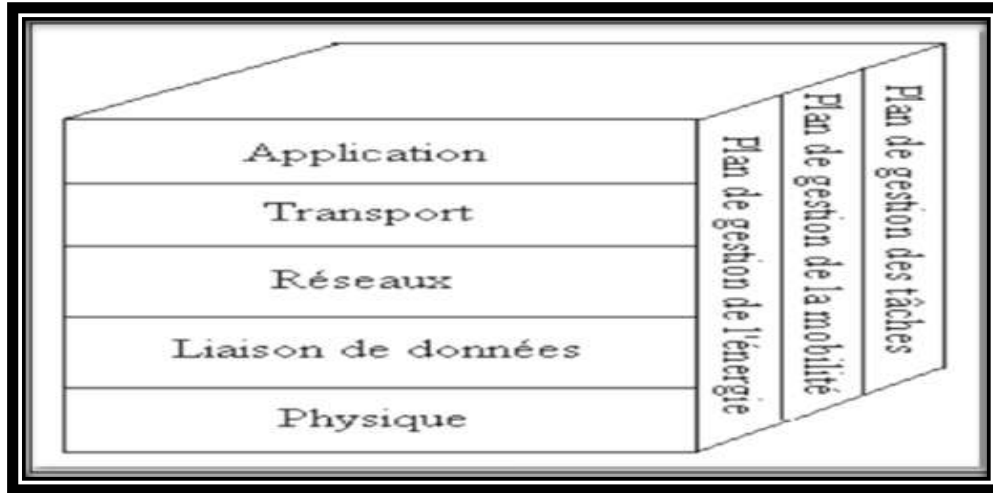 Application
Transport
Réseaux
Liaison de données
Physique
Plan de gestion de l'énergie
Plan de gestion de la mobilité
Plan de gestion des tâches